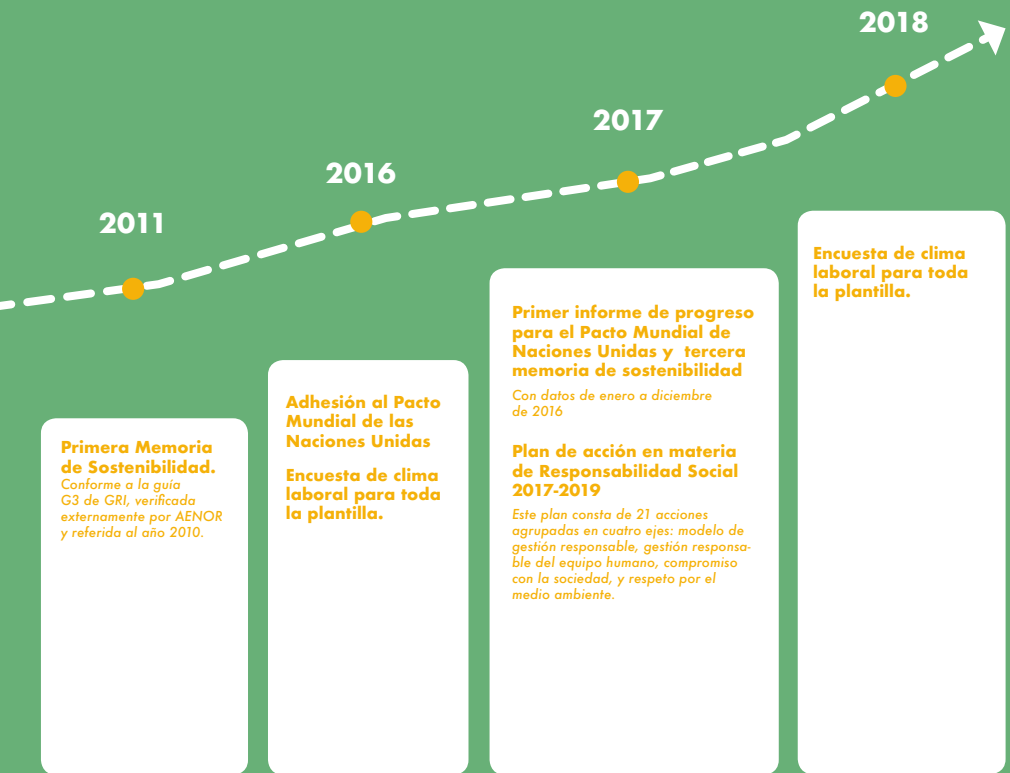 2011
Primera Memoria
de Sostenibilidad.
Conforme a la guía
G3 de GRI, verificada
externamente por AENOR
y referida al año 2010.
2016
Adhesión al Pacto
Mundial de las
Naciones Unidas
Encuesta de clima
laboral para toda
la plantilla.
2017
Primer informe de progreso
para el Pacto Mundial de
Naciones Unidas y  tercera
memoria de sostenibilidad
Con datos de enero a diciembre
de 2016
Plan de acción en materia
de Responsabilidad Social
2017-2019
Este plan consta de 21 acciones
agrupadas en cuatro ejes: modelo de
gestión responsable, gestión responsa-
ble del equipo humano, compromiso
con la sociedad, y respeto por el
medio ambiente.
2018
Encuesta de clima
laboral para toda
la plantilla.